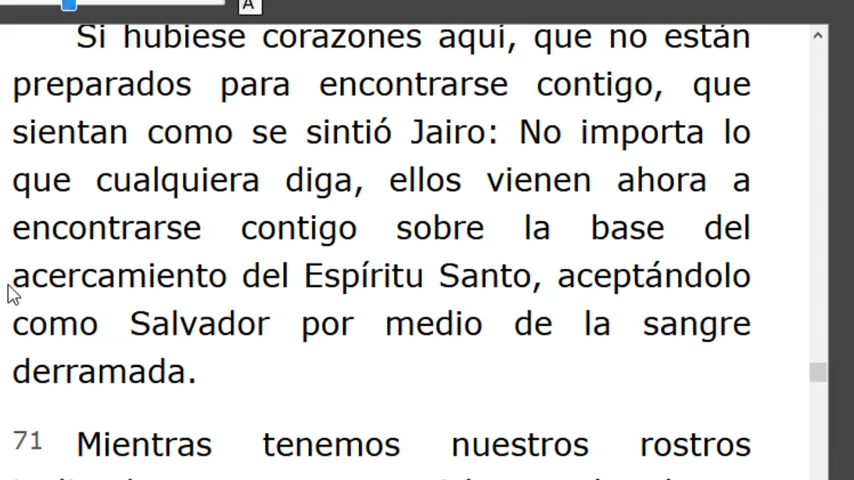 A
Si hubiese corazones aquí, que no están
preparados para encontrarse contigo, que
sientan como se sintió Jairo: No importa lo
que cualquiera diga, ellos vienen ahora a
encontrarse contigo sobre la base del
acercamiento del Espíritu Santo, aceptándolo
como Salvador por medio de la sangre
derramada.
71 Mientras tenemos nuestros rostros